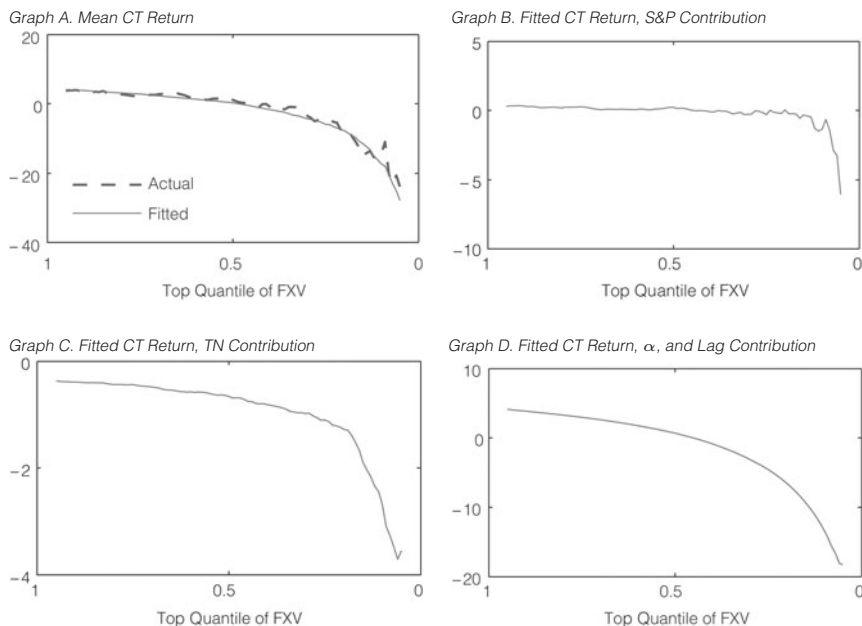 Graph A. Mean CT Return
20
0
−20
−40
Actual
Fitted
1
0.5
0
Top Quantile of FXV
Graph B. Fitted CT Return, S&P Contribution
5
0
−5
−10
1
0.5
0
Top Quantile of FXV
Graph C. Fitted CT Return, TN Contribution
0
−2
−4
1
0.5
0
Top Quantile of FXV
Graph D. Fitted CT Return, α, and Lag Contribution
10
0
−10
−20
1
0.5
0
Top Quantile of FXV